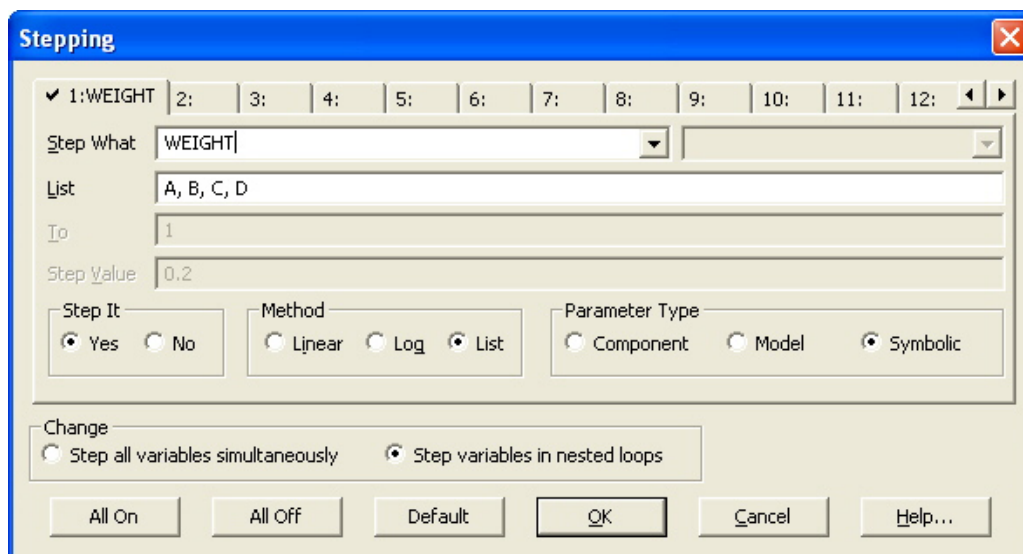 Stepping
✔ 1:WEIGHT 2: 3: 4: 5: 6: 7: 8: 9: 10: 11: 12:
Step What WEIGHT
List A, B, C, D
To 1
Step Value 0.2
Step It Method Parameter Type
Yes No Linear Log List Component Model Symbolic
Change
Step all variables simultaneously Step variables in nested loops
All On All Off Default OK Cancel Help...